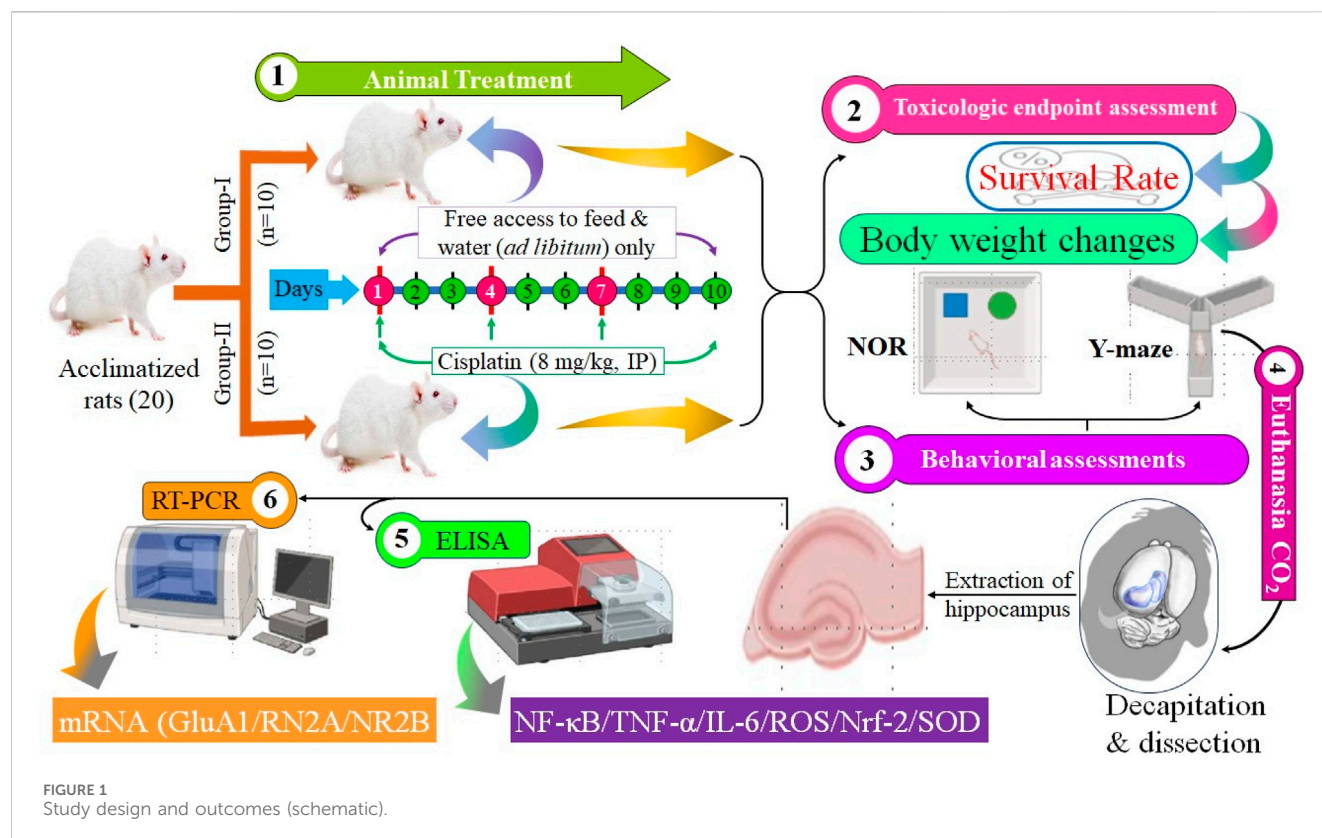 1 Animal Treatment
Group-I
(n=10)
Group-II
(n=10)
Acclimatized
rats (20)
Free access to feed &
water (ad libitum) only
Days 1 2 3 4 5 6 7 8 9 10
Cisplatin (8 mg/kg, IP)
2 Toxicologic endpoint assessment
%
Survival Rate
Body weight changes
NOR
Y-maze
3 Behavioral assessments
4 Euthanasia CO₂
Decapitation
& dissection
Extraction of
hippocampus
5 ELISA
NF-κB/TNF-α/IL-6/ROS/Nrf-2/SOD
RT-PCR 6
mRNA (GluA1/RN2A/NR2B
FIGURE 1
Study design and outcomes (schematic).